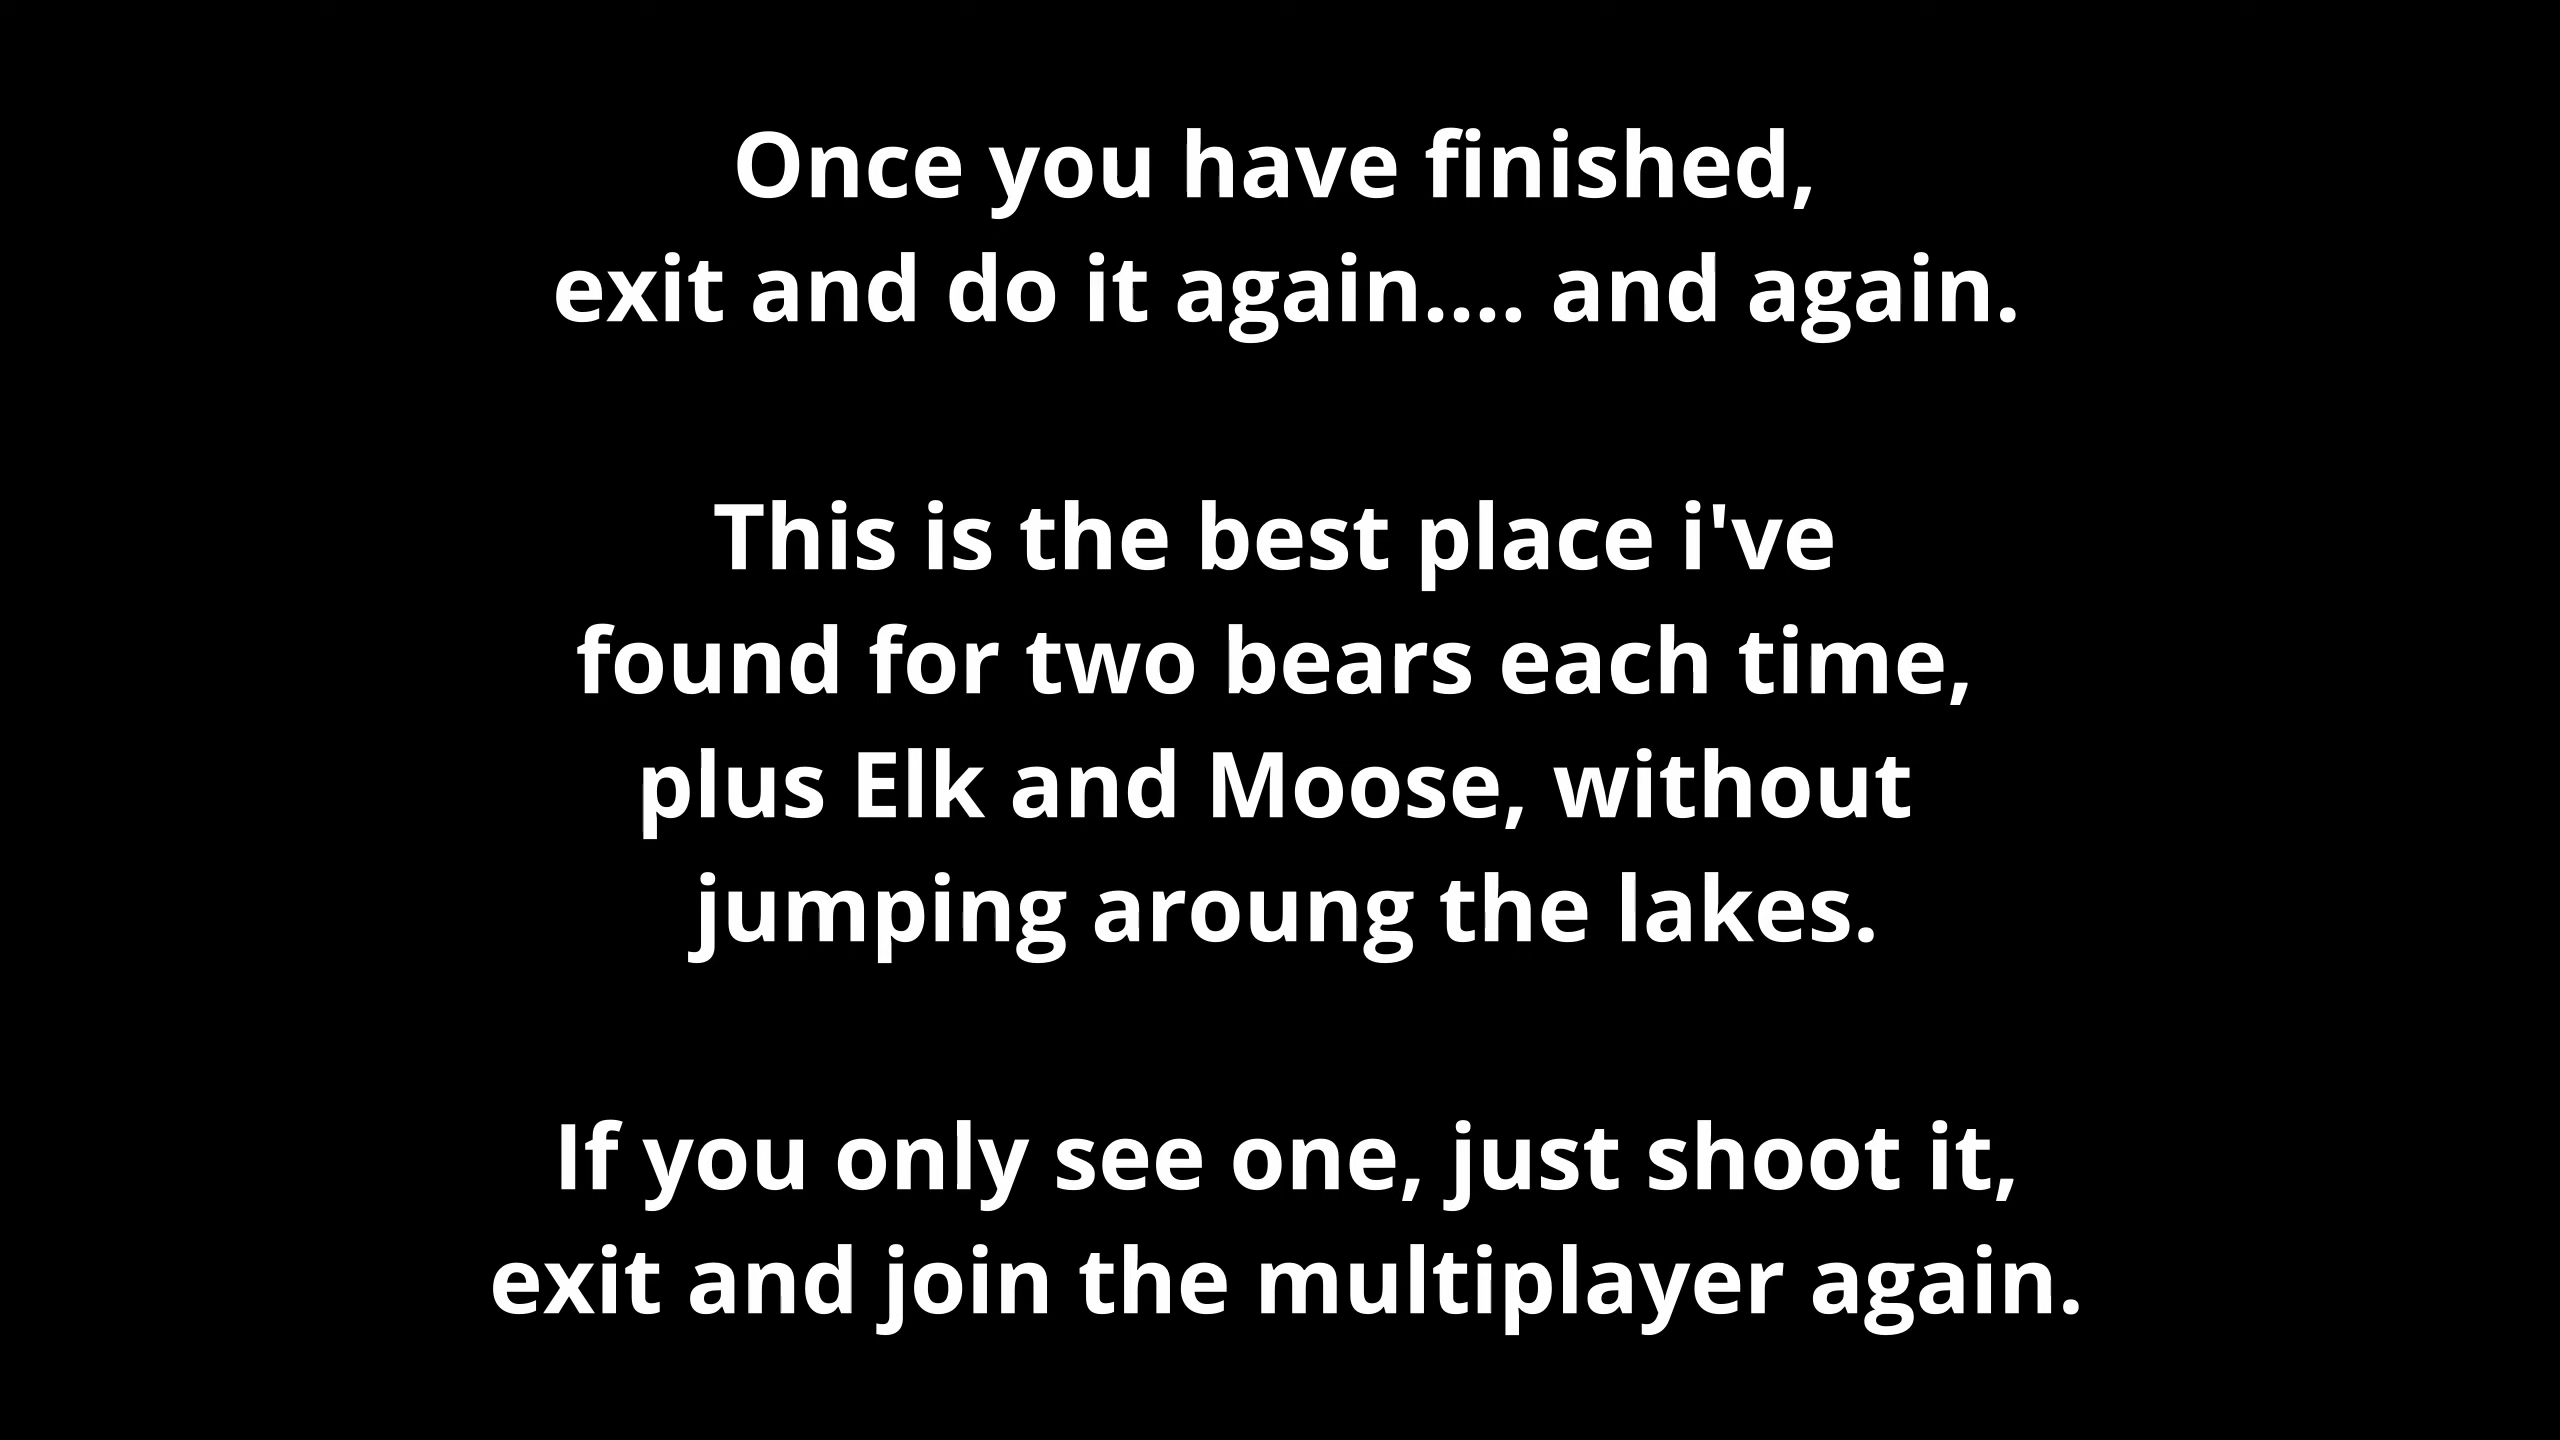 Once you have finished,
exit and do it again.... and again.
This is the best place i've
found for two bears each time,
plus Elk and Moose, without
jumping aroung the lakes.
If you only see one, just shoot it,
exit and join the multiplayer again.